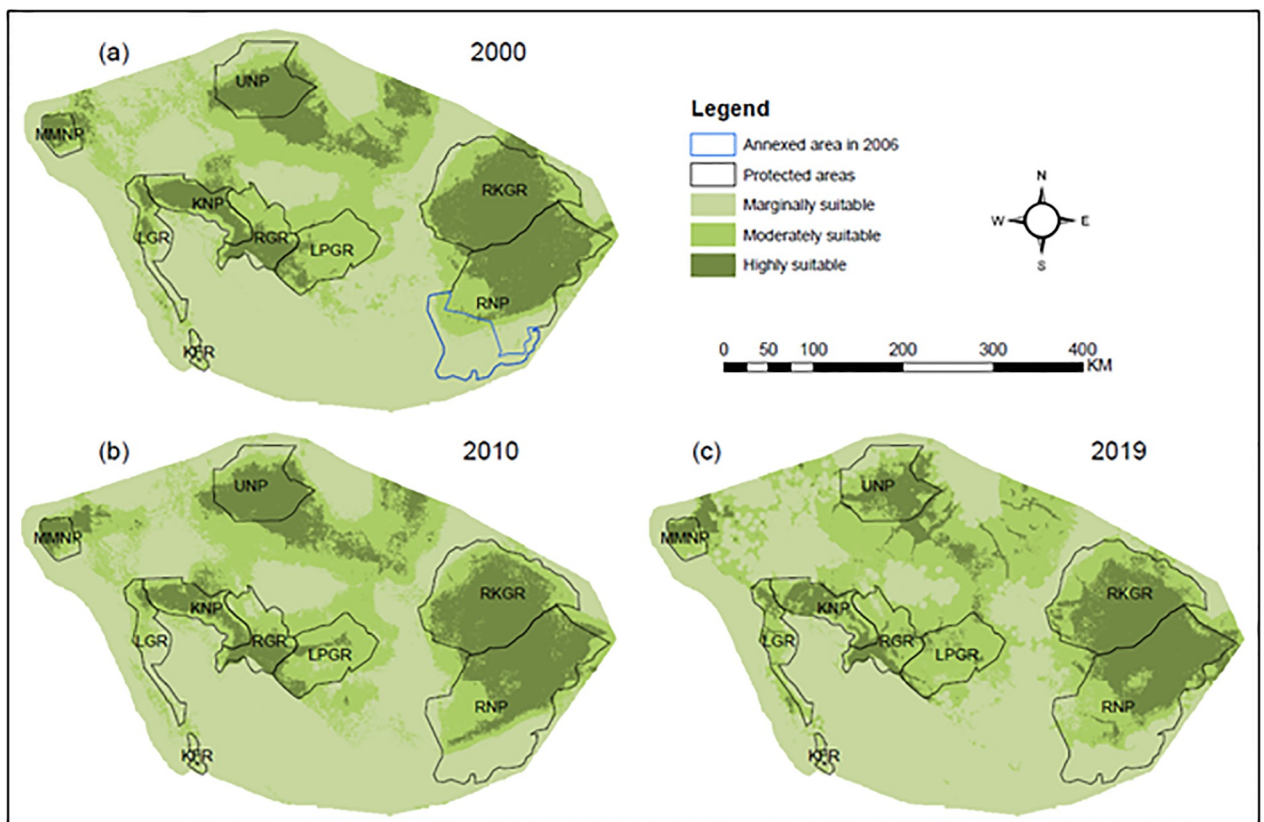 (a)
2000
UNP
MMNP
KNP
LGR
RGR
LPGR
KFR
RKGR
RNP
Legend
Annexed area in 2006
Protected areas
Marginally suitable
Moderately suitable
Highly suitable
N
W
E
S
0 50 100 200 300 400
KM
(b)
2010
UNP
MMNP
KNP
LGR
RGR
LPGR
KFR
RKGR
RNP
(c)
2019
UNP
MMNP
KNP
LGR
RGR
LPGR
KFR
RKGR
RNP